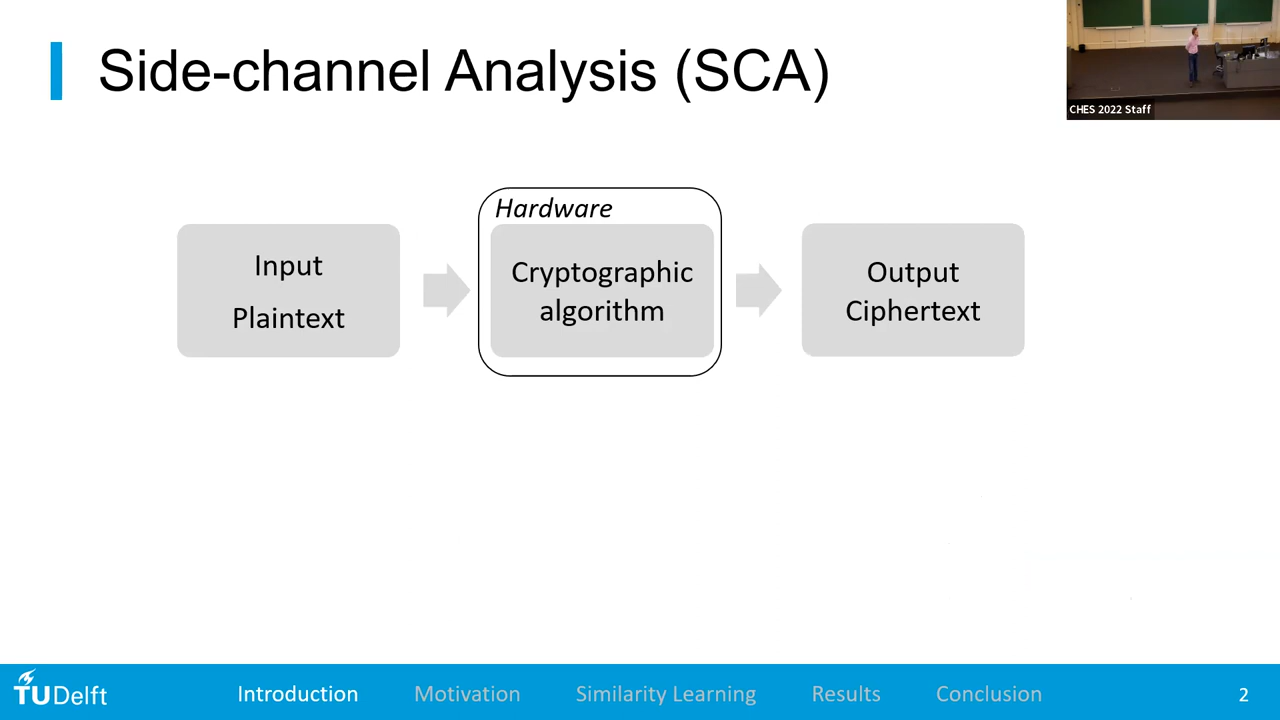 Side-channel Analysis (SCA)
CHES 2022 Staff
Hardware
Input
Plaintext
Cryptographic
algorithm
Output
Ciphertext
TUDelft
Introduction
Motivation
Similarity Learning
Results
Conclusion
2